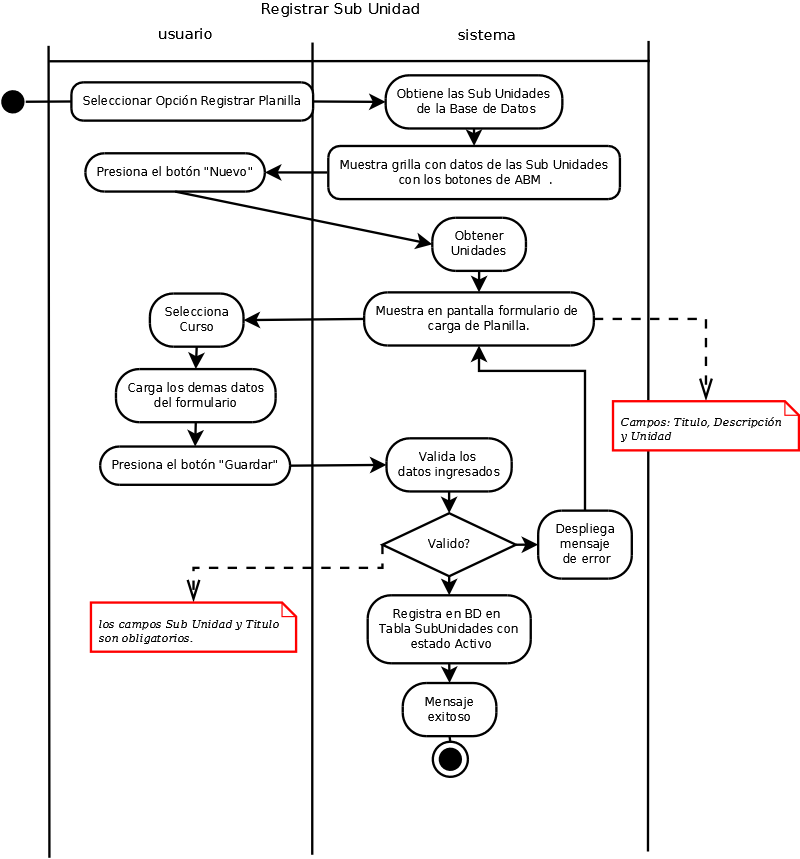 Registrar Sub Unidad
usuario
sistema
Seleccionar Opción Registrar Planilla
Obtiene las Sub Unidades
de la Base de Datos
Muestra grilla con datos de las Sub Unidades
con los botones de ABM .
Presiona el botón "Nuevo"
Obtener
Unidades
Muestra en pantalla formulario de
carga de Planilla.
Selecciona
Curso
Carga los demas datos
del formulario
Campos: Titulo, Descripción
y Unidad
Presiona el botón "Guardar"
Valida los
datos ingresados
Valido?
Despliega
mensaje
de error
los campos Sub Unidad y Titulo
son obligatorios.
Registra en BD en
Tabla SubUnidades con
estado Activo
Mensaje
exitoso